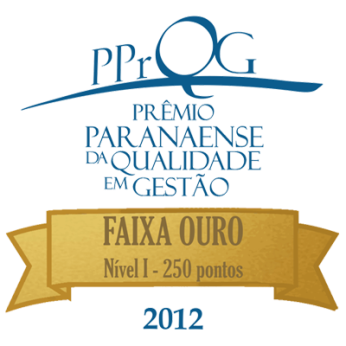 PPrQG
PRÊMIO
PARANAENSE
DA QUALIDADE
EM GESTÃO
FAIXA OURO
Nível I - 250 pontos
2012